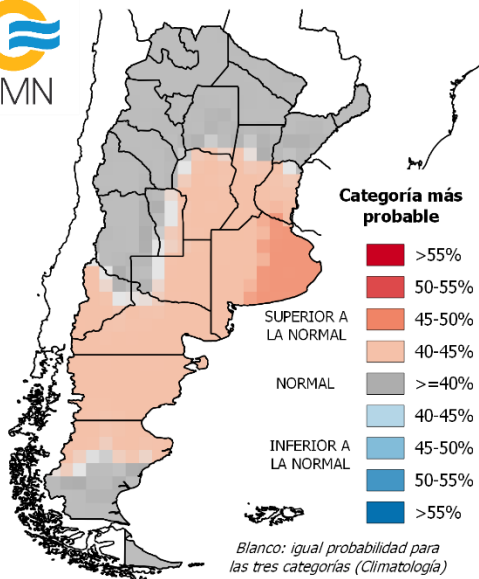 SMN
Categoría más
probable
>55%
50-55%
SUPERIOR A
LA NORMAL
45-50%
40-45%
NORMAL
>=40%
40-45%
INFERIOR A
LA NORMAL
45-50%
50-55%
>55%
Blanco: igual probabilidad para
las tres categorías (Climatología)